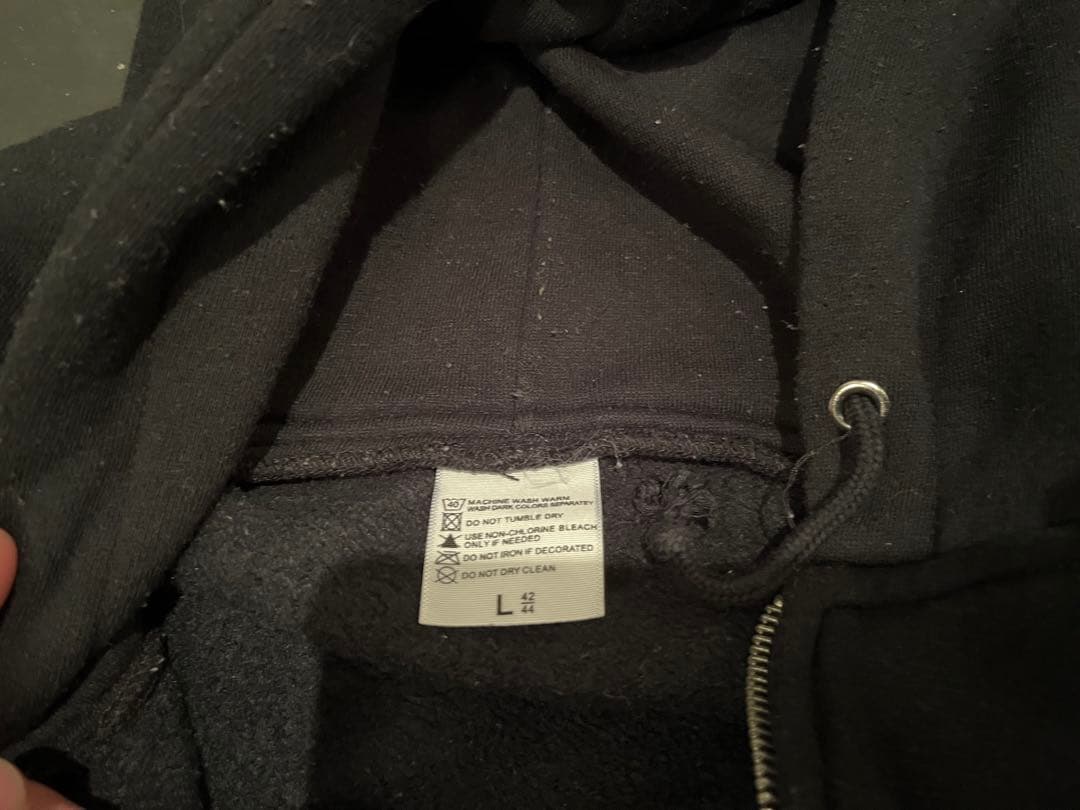 40 MACHINE WASH WARM
WASH DARK COLORS SEPARATEY
DO NOT TUMBLE DRY
USE NON-CHLORINE BLEACH
ONLY IF NEEDED
DO NOT IRON IF DECORATED
DO NOT DRY CLEAN
L 42
44